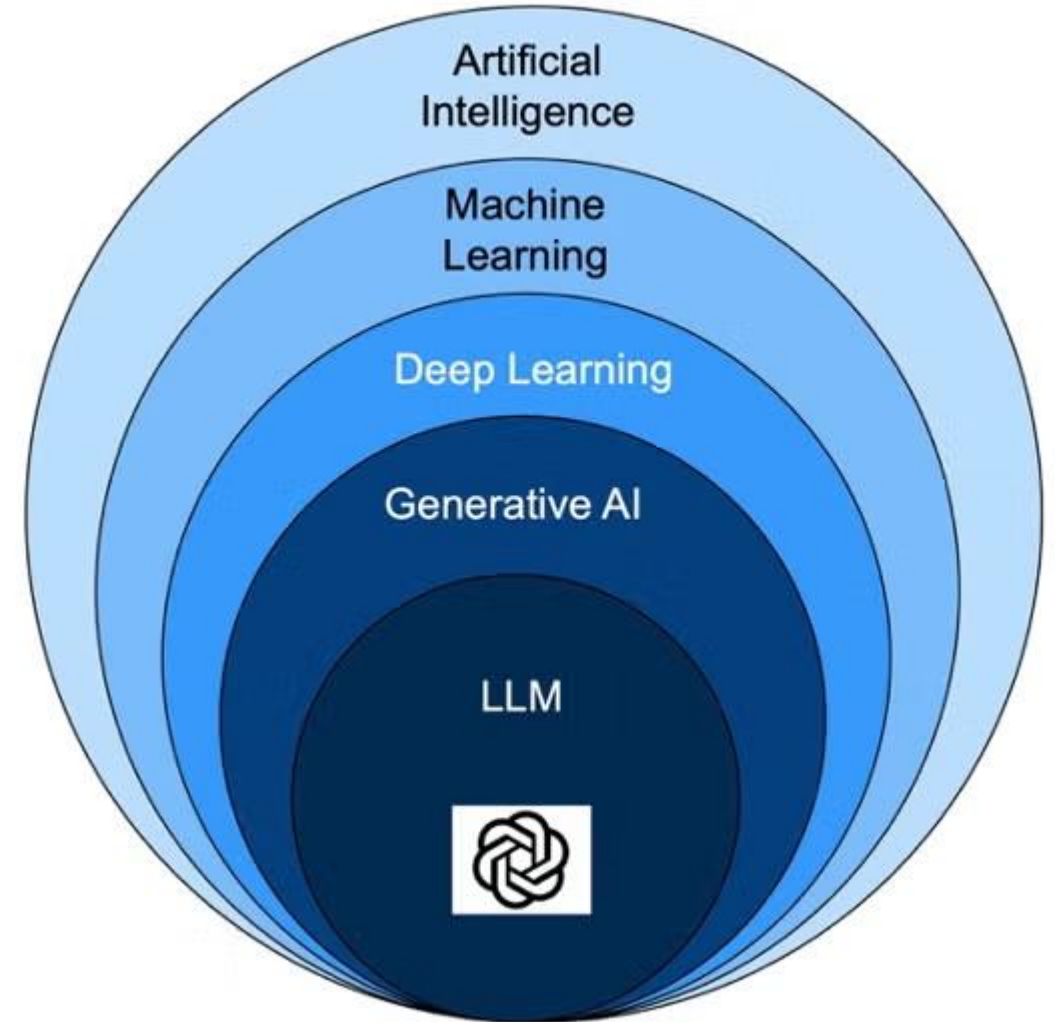 Artificial
Intelligence
Machine
Learning
Deep Learning
Generative AI
LLM